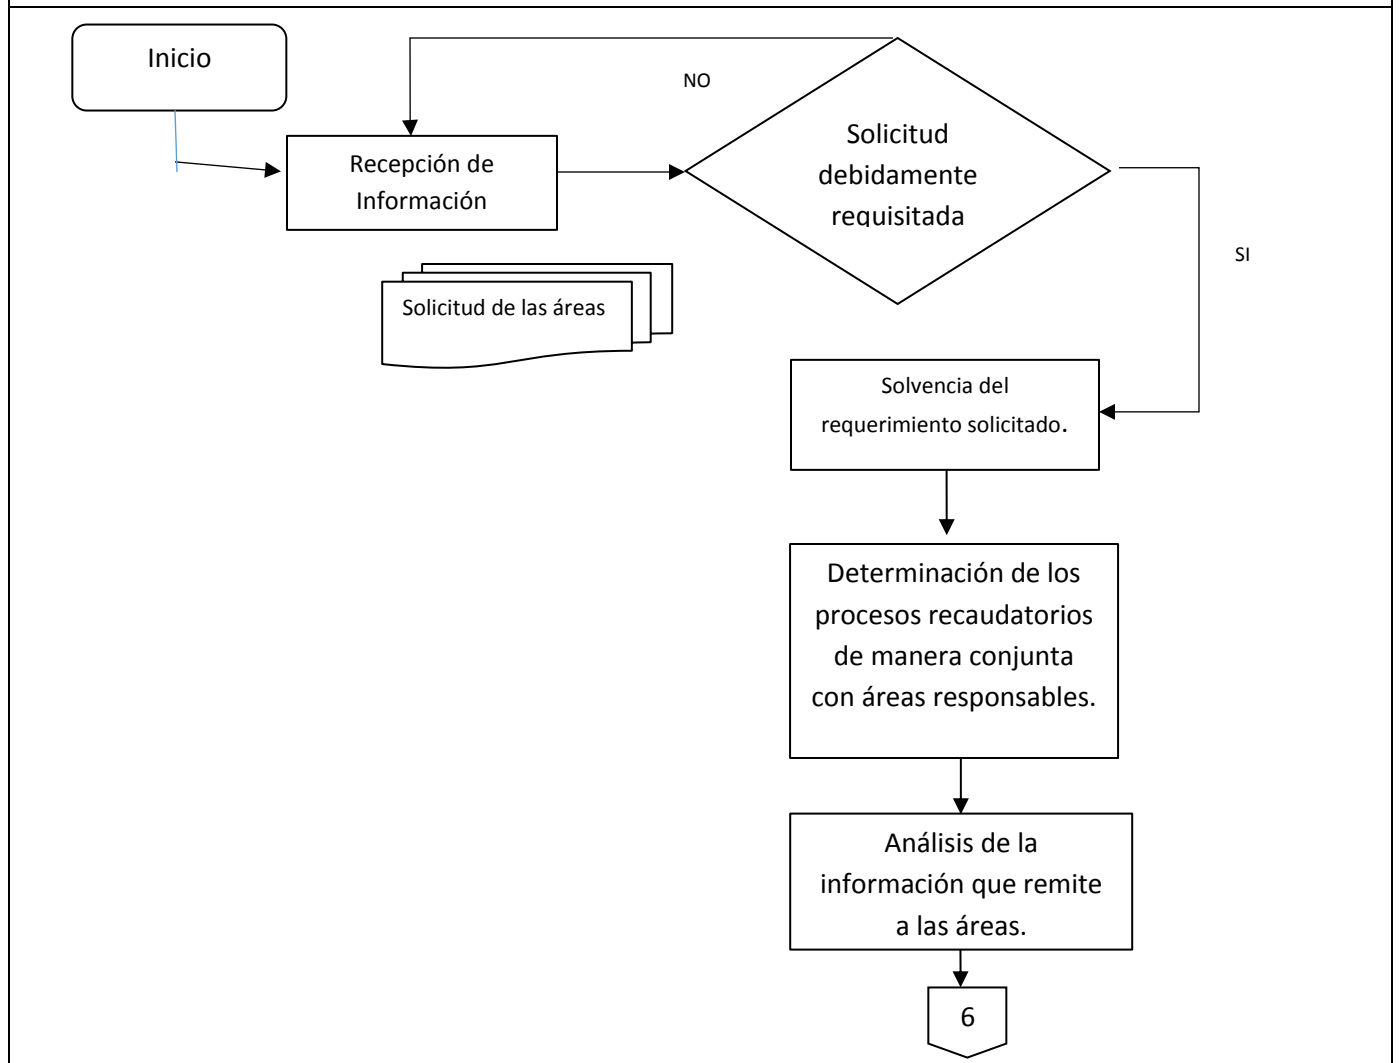 Inicio
NO
Recepción de
Información
Solicitud
debidamente
requisitada
SI
Solicitud de las áreas
Solvencia del
requerimiento solicitado.
Determinación de los
procesos recaudatorios
de manera conjunta
con áreas responsables.
Análisis de la
información que remite
a las áreas.
6